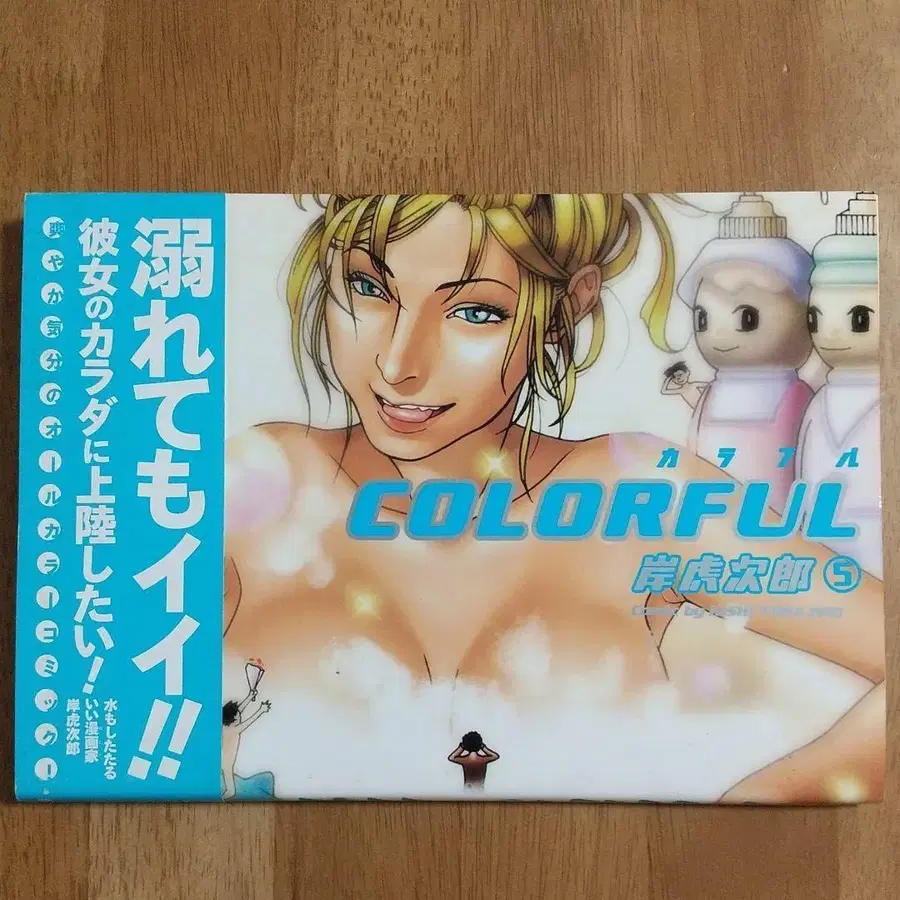 溺れてもイイ!!
彼女のカラダに上陸したい!
水もしたたる
いい漫画家
岸虎次郎
やか気分のオールカラーコミック!
カラフル
COLORFUL
岸虎次郎 5
Comic by